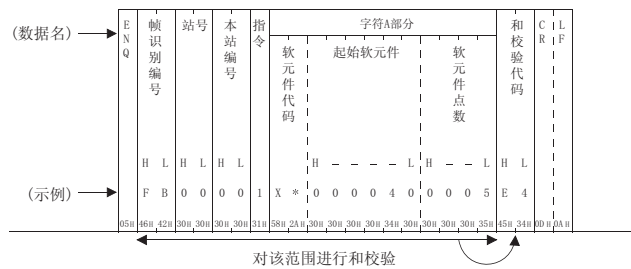 (数据名)
ENQ
帧识别编号
站号
本站编号
指令
字符A部分
软元件代码
起始软元件
软元件点数
和校验代码
CR
LF
H L H L H L H － － － － L H － － L H L
(示例)
F B 0 0 0 0 1 X * 0 0 0 0 4 0 0 0 0 5 E 4
05H 46H 42H 30H 30H 30H 30H 31H 58H 2AH 30H 30H 30H 30H 34H 30H 30H 30H 30H 35H 45H 34H 0DH 0AH
对该范围进行和校验